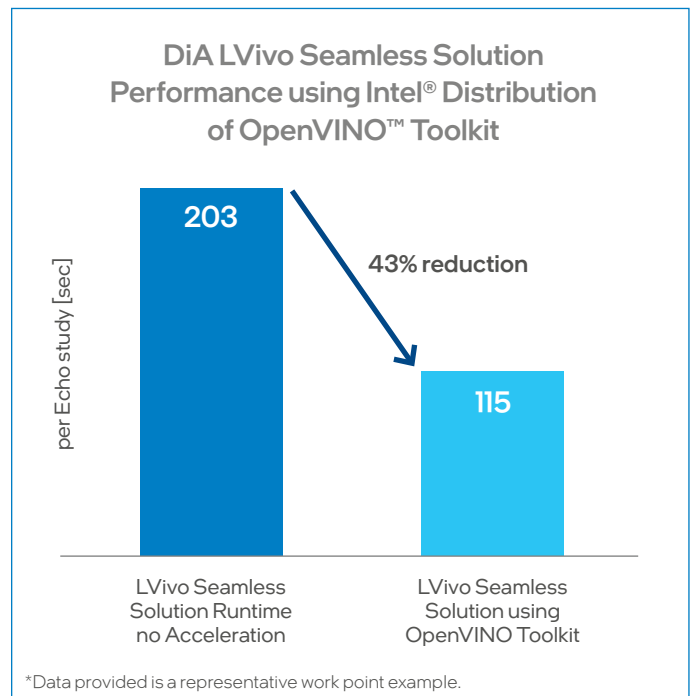 DiA LVivo Seamless Solution
Performance using Intel® Distribution
of OpenVINO™ Toolkit
per Echo study [sec]
203
43% reduction
115
LVivo Seamless
Solution Runtime
no Acceleration
LVivo Seamless
Solution using
OpenVINO Toolkit
*Data provided is a representative work point example.